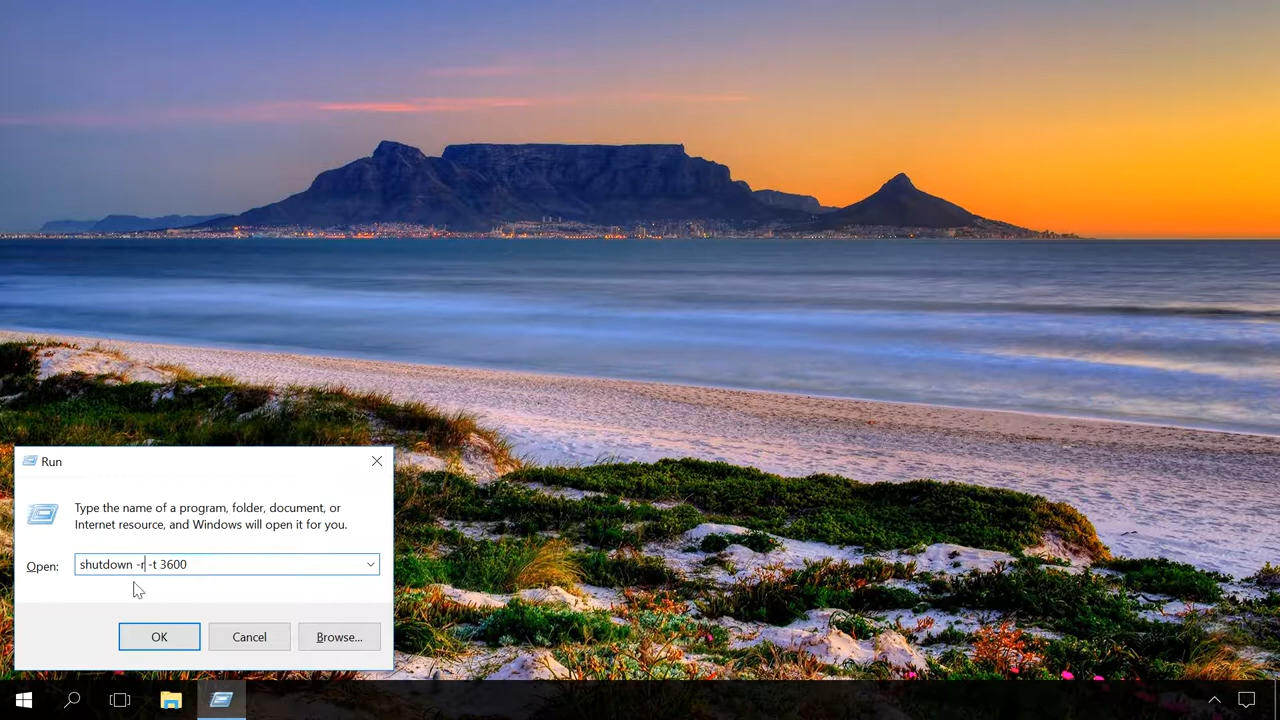 Run
Type the name of a program, folder, document, or
Internet resource, and Windows will open it for you.
Open: shutdown -r -t 3600
OK Cancel Browse...